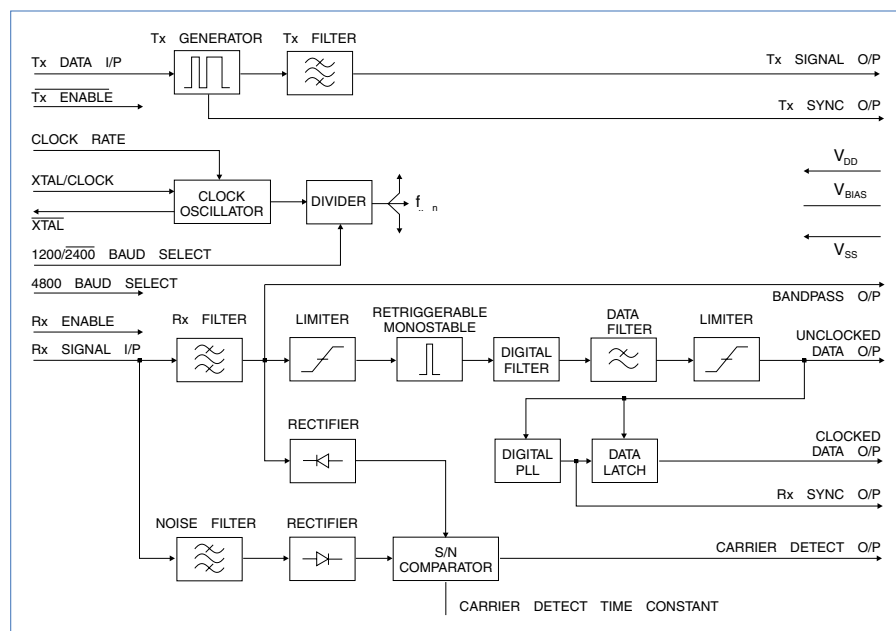 Tx GENERATOR
Tx FILTER
Tx DATA I/P
Tx SIGNAL O/P
Tx ENABLE
Tx SYNC O/P
CLOCK RATE
VDD
XTAL/CLOCK
CLOCK
OSCILLATOR
DIVIDER
f.. n
VBIAS
XTAL
1200/2400 BAUD SELECT
VSS
4800 BAUD SELECT
BANDPASS O/P
Rx ENABLE
Rx FILTER
LIMITER
RETRIGGERABLE
MONOSTABLE
DATA
FILTER
LIMITER
UNCLOCKED
DATA O/P
Rx SIGNAL I/P
DIGITAL
FILTER
RECTIFIER
DIGITAL
PLL
DATA
LATCH
CLOCKED
DATA O/P
Rx SYNC O/P
NOISE FILTER
RECTIFIER
S/N
COMPARATOR
CARRIER DETECT O/P
CARRIER DETECT TIME CONSTANT